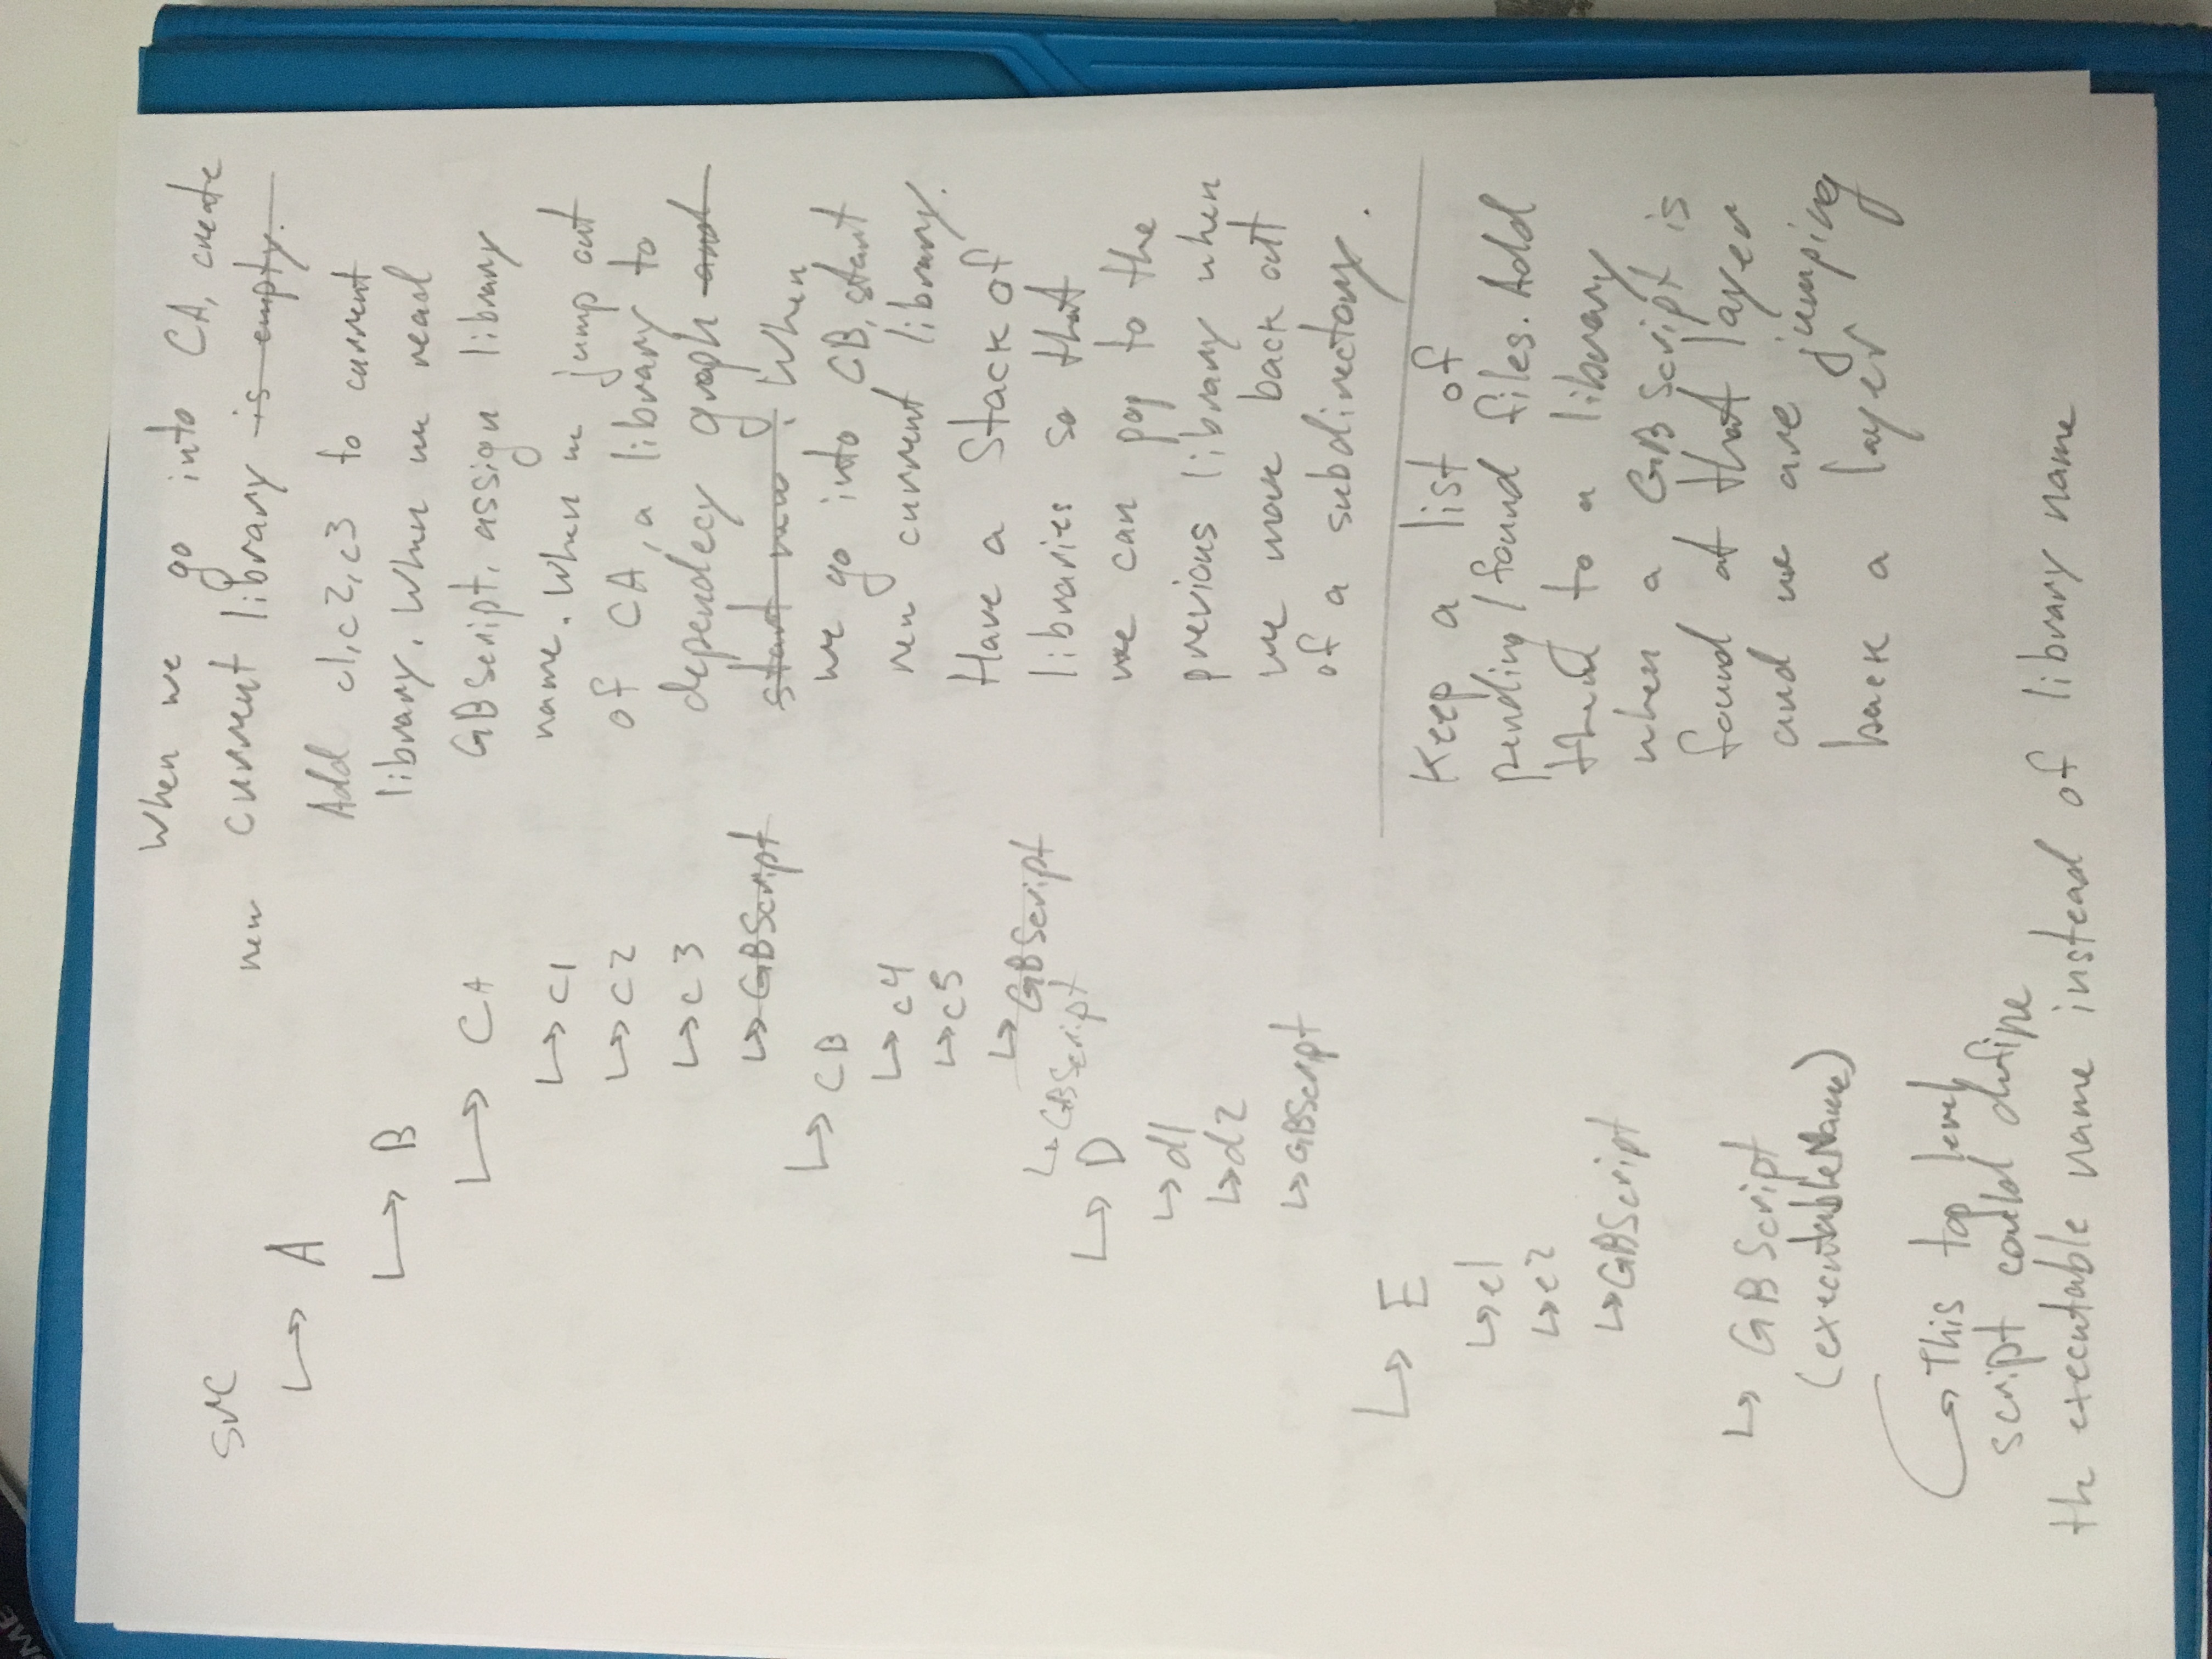 OME
src
↳ A
↳ B
↳ CA
↳ c1
↳ c2
↳ c3
↳ GBScript
↳ CB
↳ c4
↳ c5
↳ GBScript
↳ GBScript
↳ D
↳ d1
↳ d2
↳ GBScript
↳ E
↳ e1
↳ e2
↳ GBScript
↳ GBScript
(executableName)
This top level
script could define
the executable name instead of library name
When we go into CA, create
new current library is empty.
Add c1, c2, c3 to current
library. When we read
GBScript, assign library
name. When we jump out
of CA, a library to
dependecy graph and
start new. When
we go into CB, start
new current library.
Have a Stack of
libraries so that
we can pop to the
previous library when
we move back out
of a subdirectory.
Keep a list of
pending/found files. Add
them to a library
when a GBScript is
found at that layer
and we are jumping
back a layer